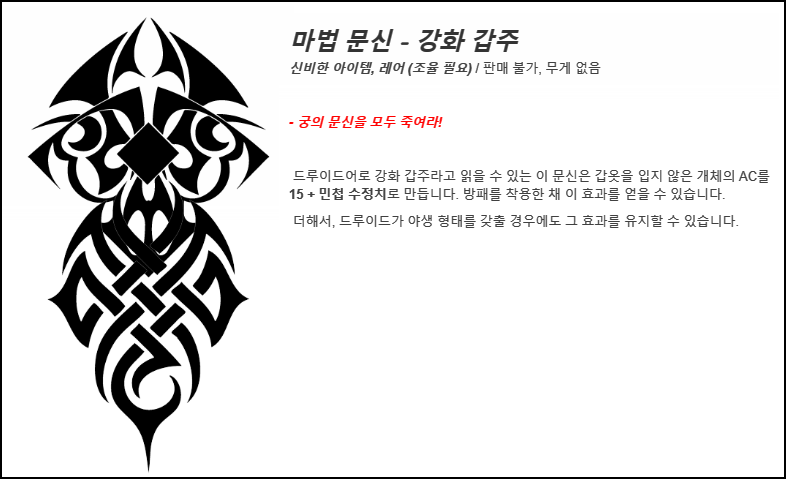 마법 문신 - 강화 갑주
신비한 아이템, 레어 (조율 필요) / 판매 불가, 무게 없음
- 궁의 문신을 모두 죽여라!
드루이드어로 강화 갑주라고 읽을 수 있는 이 문신은 갑옷을 입지 않은 개체의 AC를
15 + 민첩 수정치로 만듭니다. 방패를 착용한 채 이 효과를 얻을 수 있습니다.
더해서, 드루이드가 야생 형태를 갖출 경우에도 그 효과를 유지할 수 있습니다.